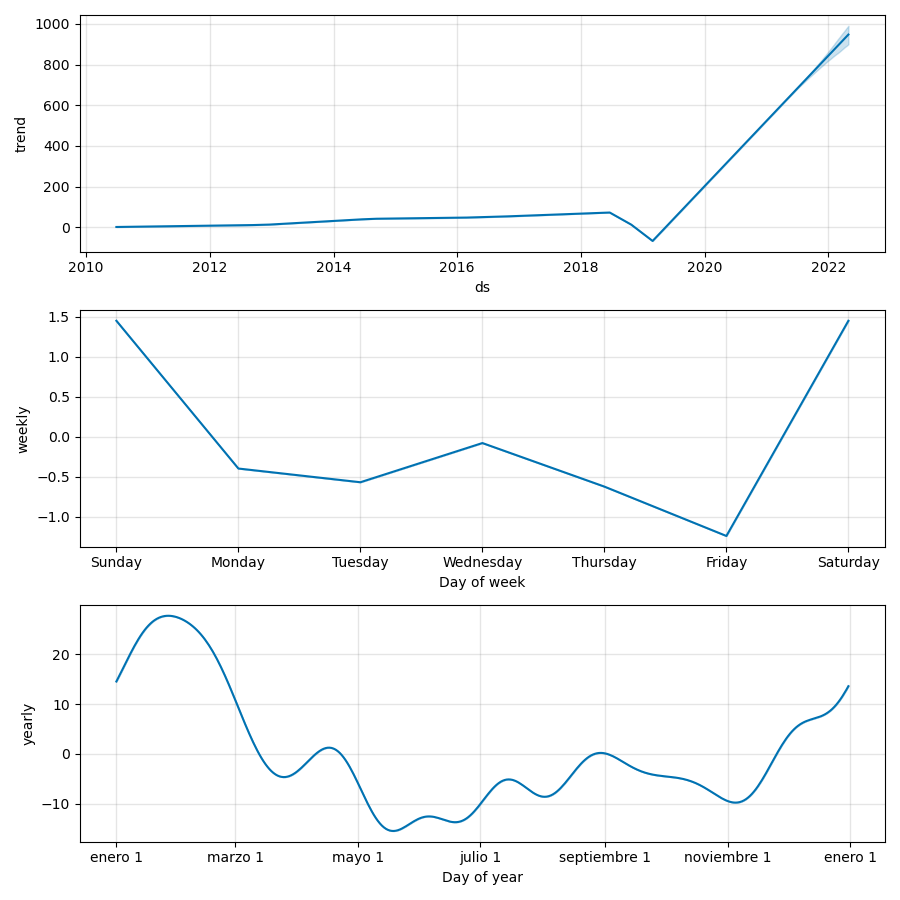 1000
800
600
400
200
0
trend
2010 2012 2014 2016 2018 2020 2022
ds
1.5
1.0
0.5
0.0
−0.5
−1.0
weekly
Sunday Monday Tuesday Wednesday Thursday Friday Saturday
Day of week
20
10
0
−10
yearly
enero 1 marzo 1 mayo 1 julio 1 septiembre 1 noviembre 1 enero 1
Day of year